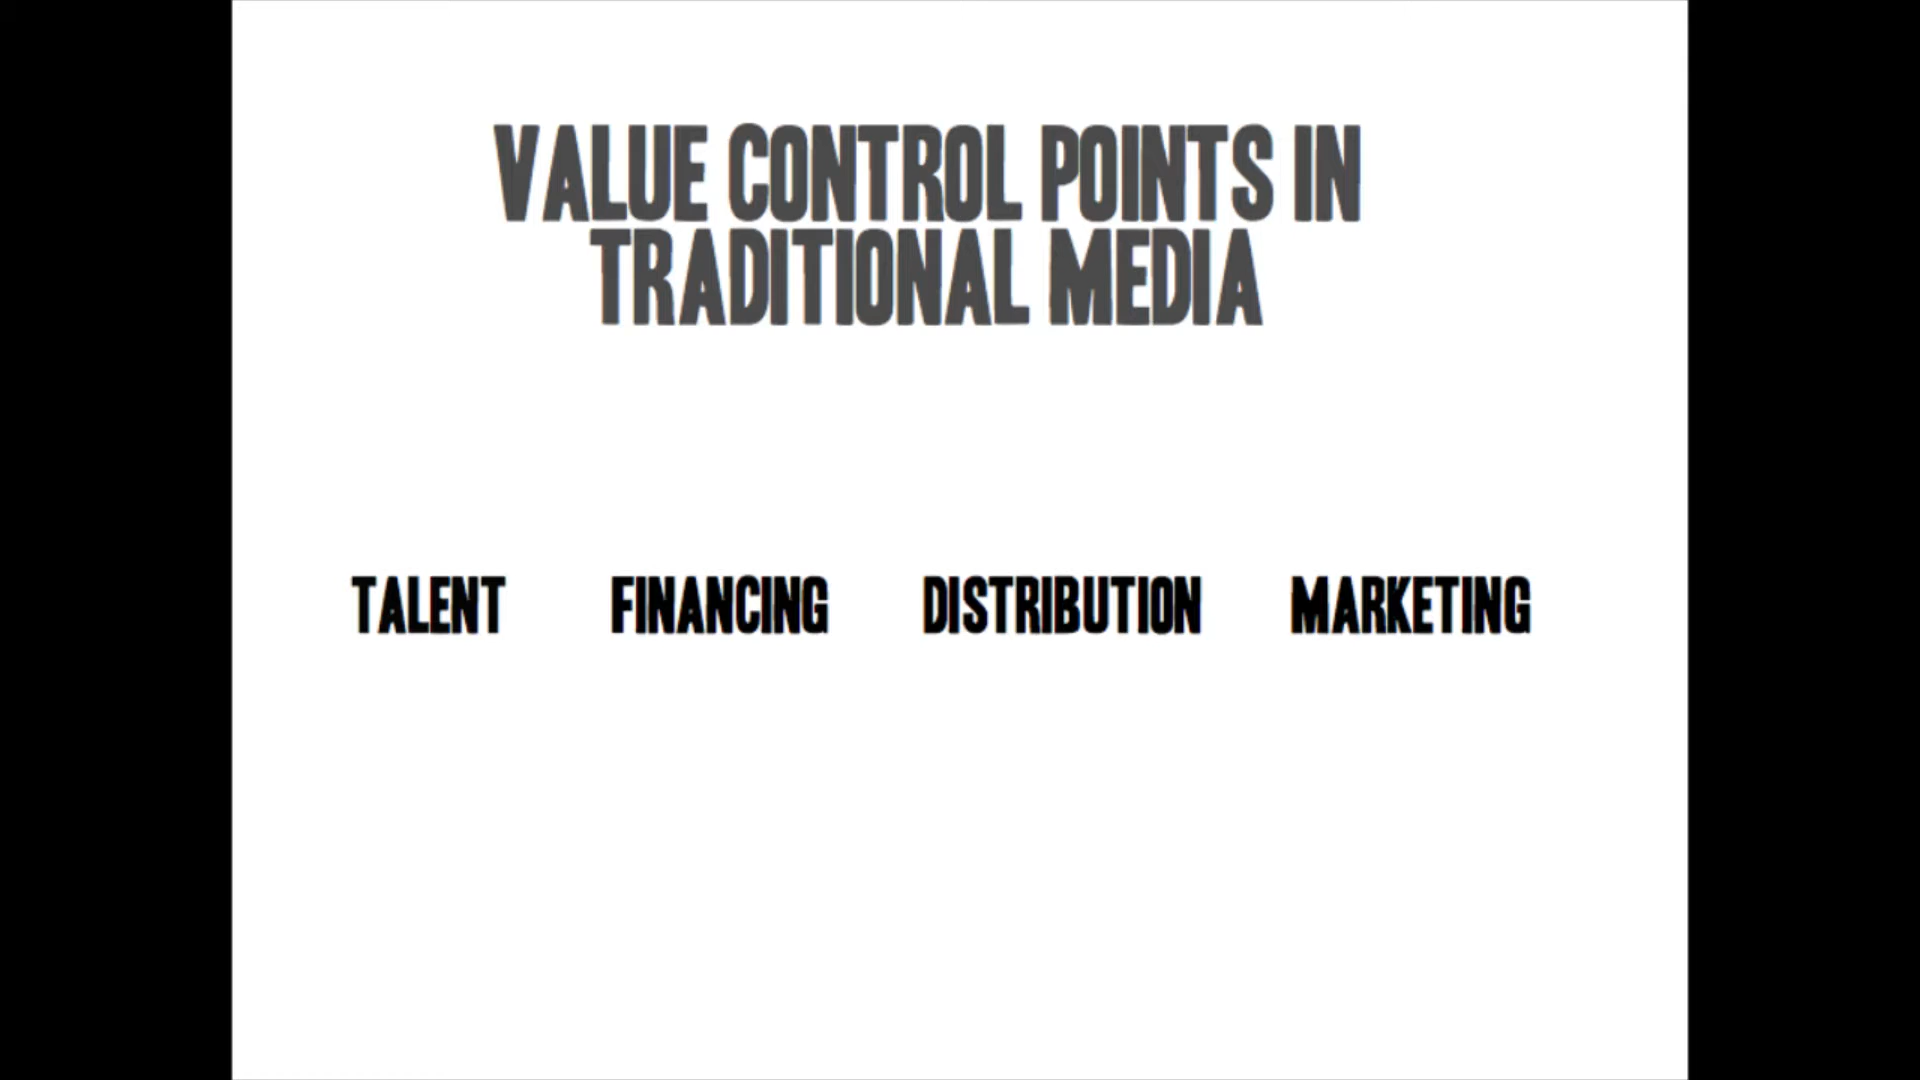 VALUE CONTROL POINTS IN
TRADITIONAL MEDIA
TALENT FINANCING DISTRIBUTION MARKETING